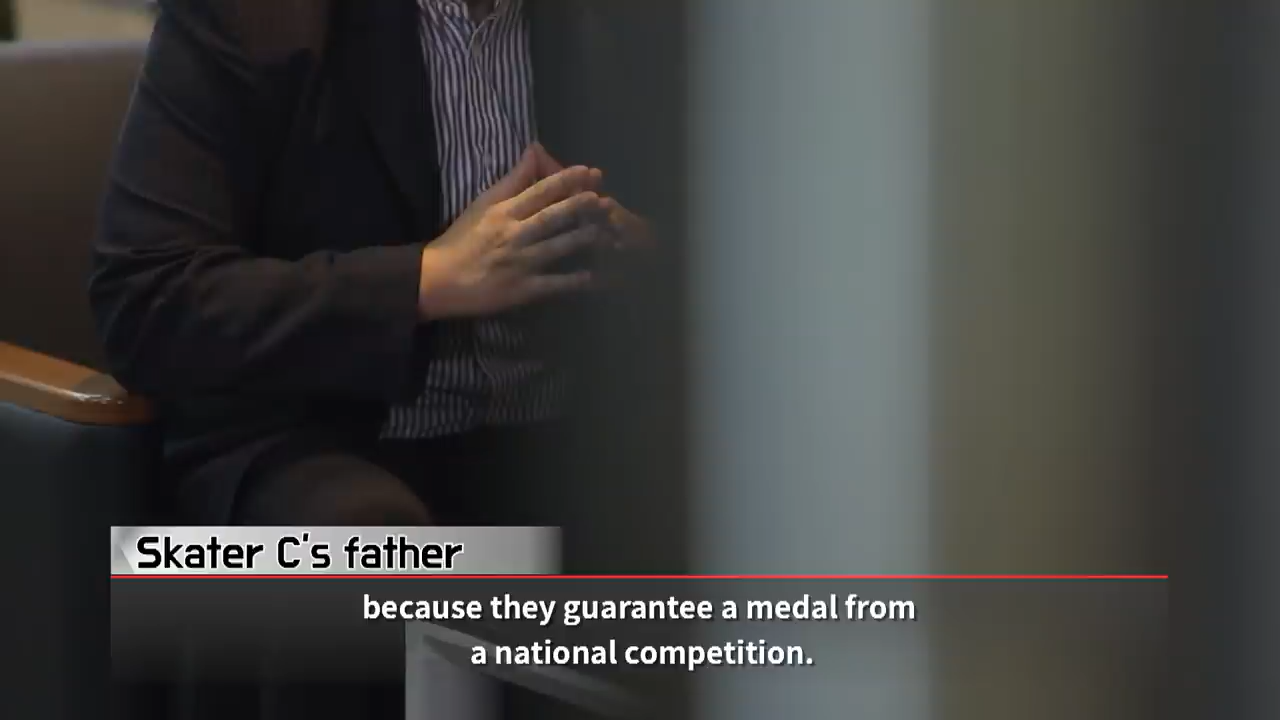 Skater C's father
because they guarantee a medal from
a national competition.